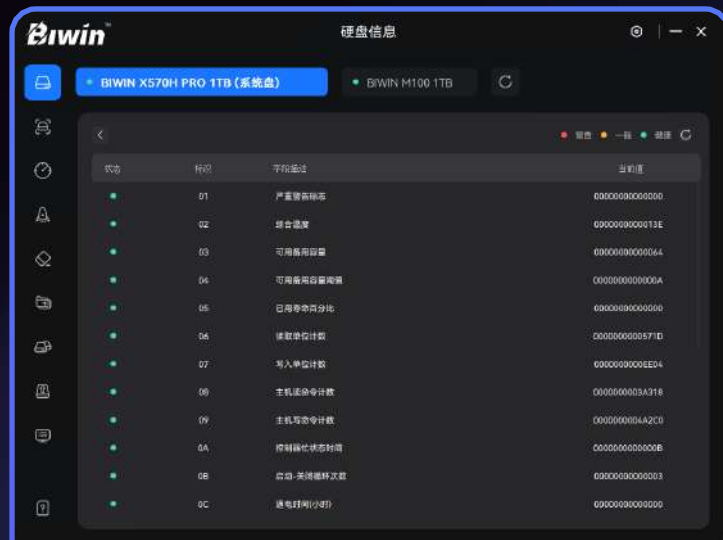 Biwin
硬盘信息
BIWIN X570H PRO 1TB (系统盘)
BIWIN M100 1TB
警告 一般 健康
状态 标识 字段描述 当前值
01 严重警告标志 00000000000000
02 综合温度 0000000000013E
03 可用备用容量 00000000000064
04 可用备用容量阈值 0000000000000A
05 已用寿命百分比 00000000000000
06 读取单位计数 0000000000571D
07 写入单位计数 0000000000EE04
08 主机读命令计数 0000000003A318
09 主机写命令计数 0000000004A2C0
0A 控制器忙状态时间 0000000000000B
0B 启动-关闭循环次数 00000000000003
0C 通电时间(小时) 00000000000000